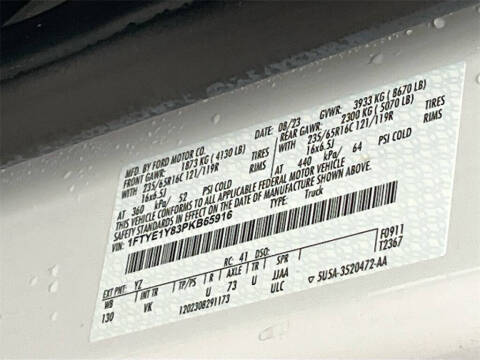 MFD. BY FORD MOTOR CO.
DATE: 08/23 GVWR: 3933 KG ( 8670 LB)
FRONT GAWR: 1873 KG ( 4130 LB) REAR GAWR: 2300 KG ( 5070 LB)
WITH 235/65R16C 121/119R TIRES WITH 235/65R16C 121/119R TIRES
16x6.5J RIMS 16x6.5J RIMS
AT 360 kPa/ 52 PSI COLD AT 440 kPa/ 64 PSI COLD
THIS VEHICLE CONFORMS TO ALL APPLICABLE FEDERAL MOTOR VEHICLE
SAFETY STANDARDS IN EFFECT ON THE DATE OF MANUFACTURE SHOWN ABOVE.
VIN: 1FTYE1Y83PKB65916 TYPE: Truck
F0911
T2367
EXT PNT: YZ RC: 41 DSO:
WB INT TR TP/PS R AXLE TR SPR
130 VK U 73 U JJAA
ULC
1202308291173 5U5A-3520472-AA